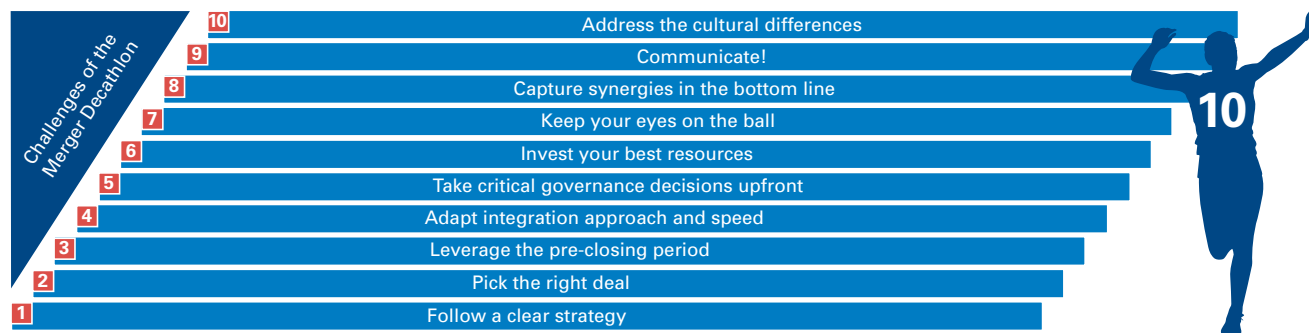 Challenges of the
Merger Decathlon
10 Address the cultural differences
9 Communicate!
8 Capture synergies in the bottom line
7 Keep your eyes on the ball
6 Invest your best resources
5 Take critical governance decisions upfront
4 Adapt integration approach and speed
3 Leverage the pre-closing period
2 Pick the right deal
1 Follow a clear strategy
10